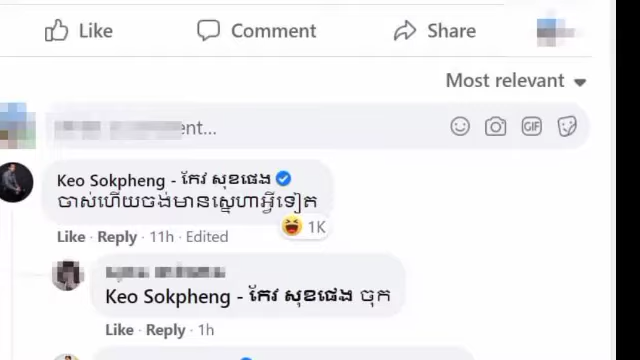 Like Comment Share
Most relevant
nt...
GIF
Keo Sokpheng - កែវ សុខផេង
ចាស់ហើយចង់មានស្នេហាអ្វីទៀត
1K
Like · Reply · 11h · Edited
Keo Sokpheng - កែវ សុខផេង ចុក
Like · Reply · 1h